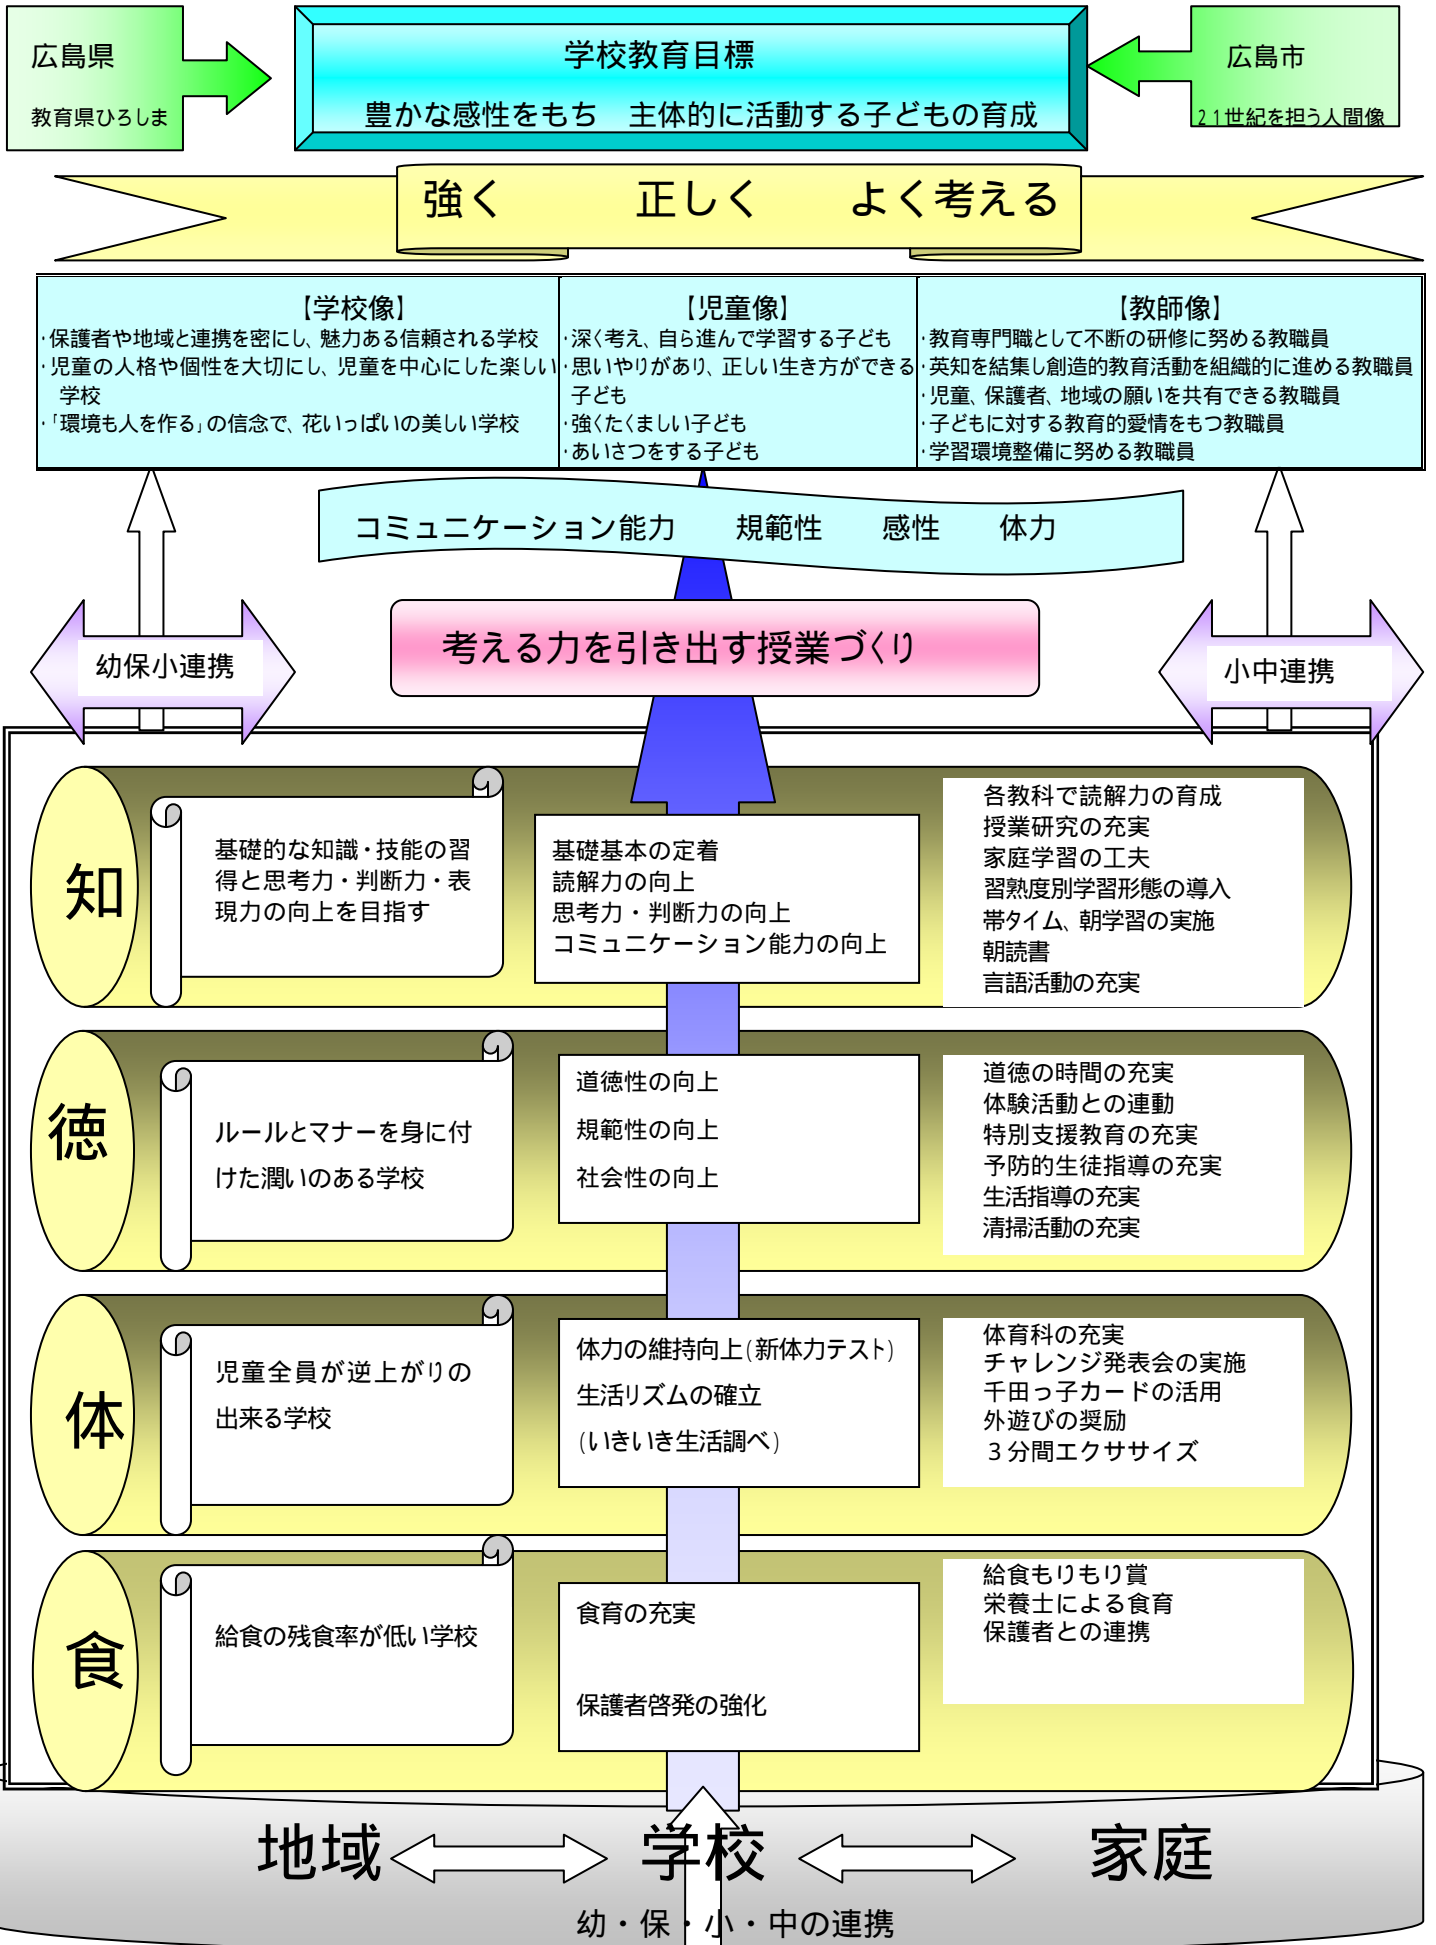 広島県
教育県ひろしま
学校教育目標
豊かな感性をもち　主体的に活動する子どもの育成
広島市
21世紀を担う人間像
強く　正しく　よく考える
【学校像】
・保護者や地域と連携を密にし、魅力ある信頼される学校
・児童の人格や個性を大切にし、児童を中心にした楽しい
学校
・「環境も人を作る」の信念で、花いっぱいの美しい学校
【児童像】
・深く考え、自ら進んで学習する子ども
・思いやりがあり、正しい生き方ができる
子ども
・強くたくましい子ども
・あいさつをする子ども
【教師像】
・教育専門職として不断の研修に努める教職員
・英知を結集し創造的教育活動を組織的に進める教職員
・児童、保護者、地域の願いを共有できる教職員
・子どもに対する教育的愛情をもつ教職員
・学習環境整備に努める教職員
コミュニケーション能力　規範性　感性　体力
考える力を引き出す授業づくり
幼保小連携
小中連携
知
基礎的な知識・技能の習
得と思考力・判断力・表
現力の向上を目指す
基礎基本の定着
読解力の向上
思考力・判断力の向上
コミュニケーション能力の向上
各教科で読解力の育成
授業研究の充実
家庭学習の工夫
習熟度別学習形態の導入
帯タイム、朝学習の実施
朝読書
言語活動の充実
徳
ルールとマナーを身に付
けた潤いのある学校
道徳性の向上
規範性の向上
社会性の向上
道徳の時間の充実
体験活動との連動
特別支援教育の充実
予防的生徒指導の充実
生活指導の充実
清掃活動の充実
体
児童全員が逆上がりの
出来る学校
体力の維持向上(新体力テスト)
生活リズムの確立
(いきいき生活調べ)
体育科の充実
チャレンジ発表会の実施
千田っ子カードの活用
外遊びの奨励
3分間エクササイズ
食
給食の残食率が低い学校
食育の充実
保護者啓発の強化
給食もりもり賞
栄養士による食育
保護者との連携
地域　学校　家庭
幼・保・小・中の連携